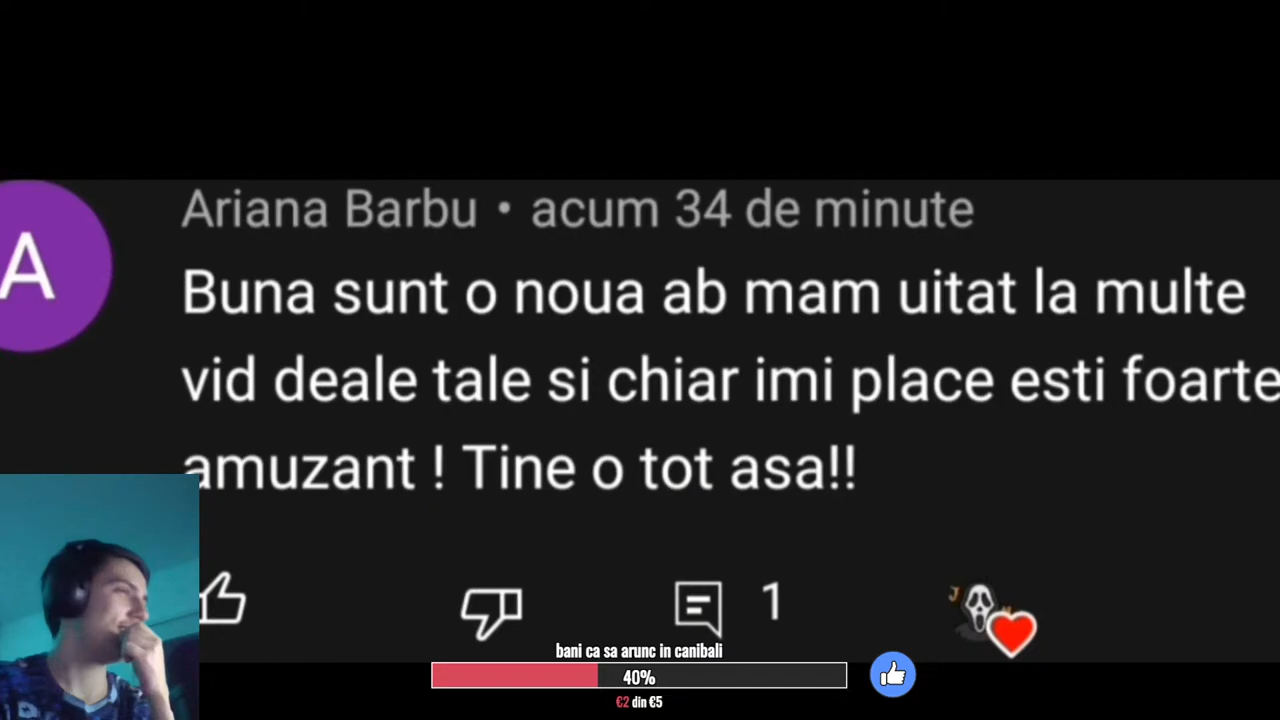 A
Ariana Barbu • acum 34 de minute
Buna sunt o noua ab mam uitat la multe
vid deale tale si chiar imi place esti foarte
amuzant ! Tine o tot asa!!
1
J
bani ca sa arunc in canibali
40%
€2 din €5